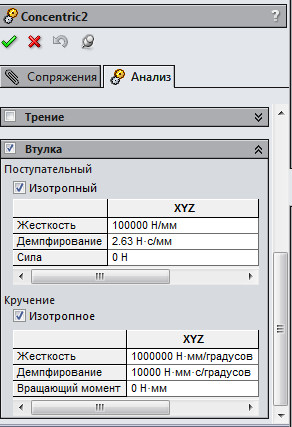 Concentric2
?
Сопряжения Анализ
Трение
Втулка
Поступательный
Изотропный
XYZ
Жесткость 100000 Н/мм
Демпфирование 2.63 Н·с/мм
Сила 0 Н
Кручение
Изотропное
XYZ
Жесткость 1000000 Н·мм/градусов
Демпфирование 10000 Н·мм·с/градусов
Вращающий момент 0 Н·мм